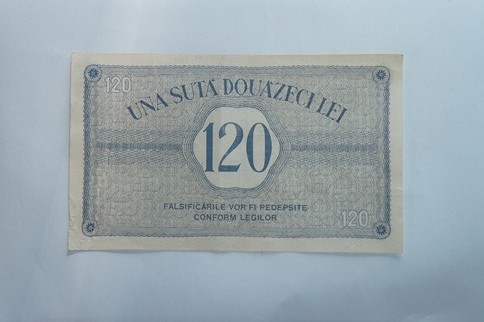 120
UNA SUTĂ DOUĂZECI LEI
120
FALSIFICĂRILE VOR FI PEDEPSITE
CONFORM LEGILOR
120